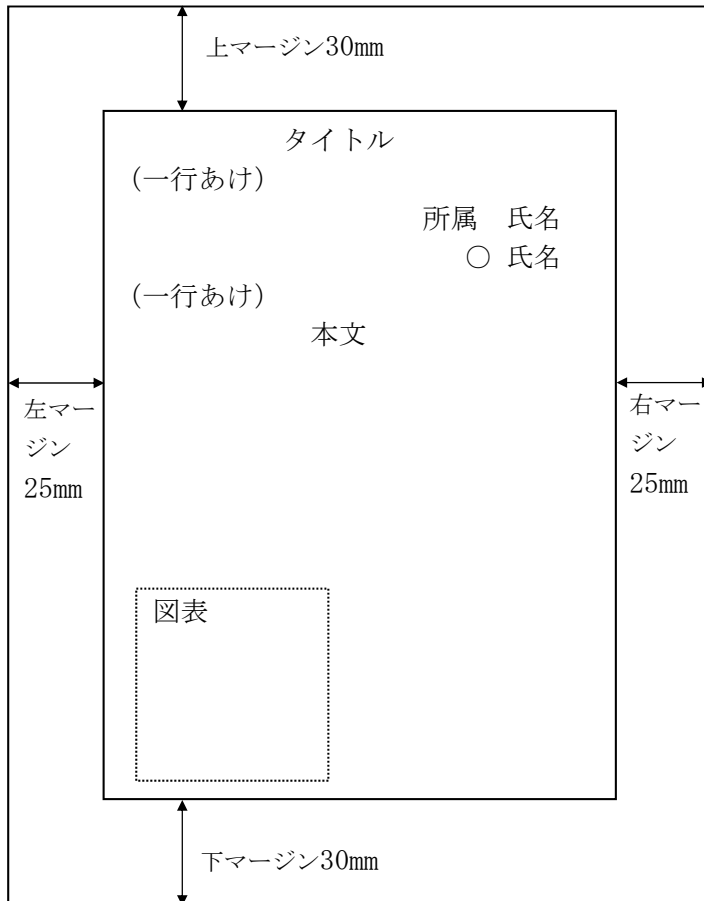 上マージン30mm
タイトル
(一行あけ)
所属　氏名
○ 氏名
(一行あけ)
本文
左マー
ジン
25mm
右マー
ジン
25mm
図表
下マージン30mm